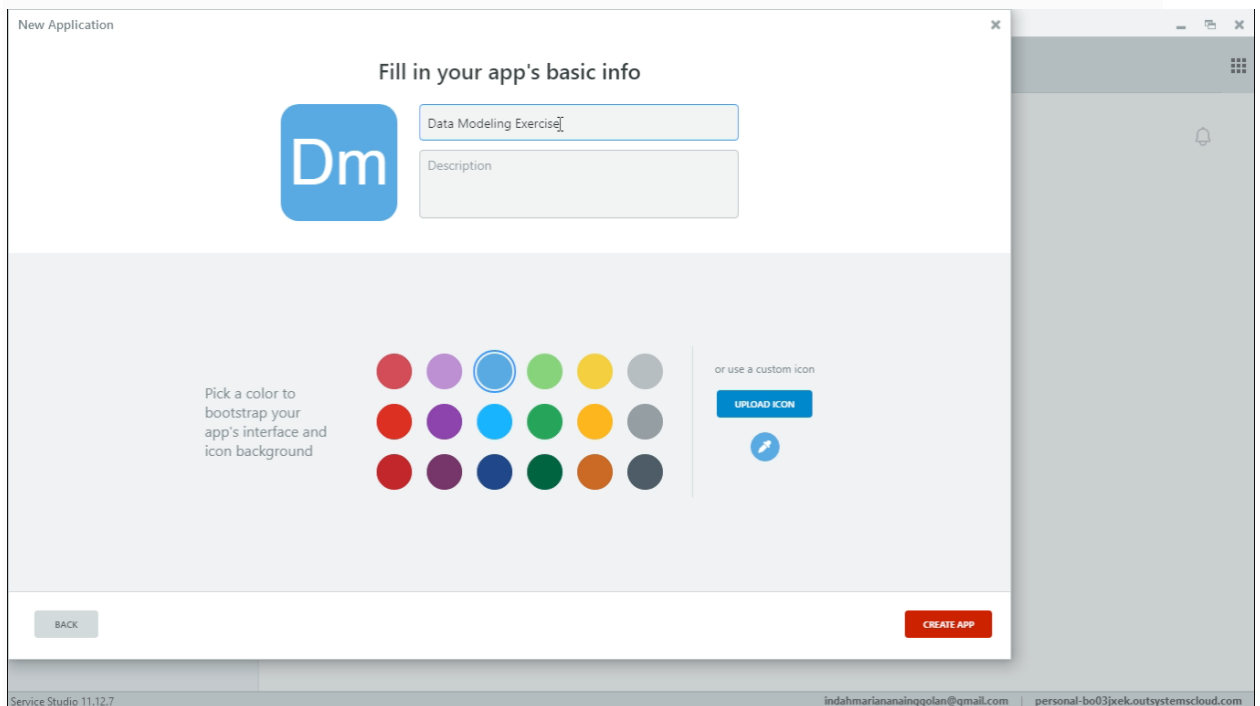 New Application
Fill in your app's basic info
Dm
Data Modeling Exercise
Description
Pick a color to
bootstrap your
app's interface and
icon background
or use a custom icon
UPLOAD ICON
BACK
CREATE APP
Service Studio 11.12.7
indahmariananainggolan@gmail.com
personal-bo03jxek.outsystemscloud.com